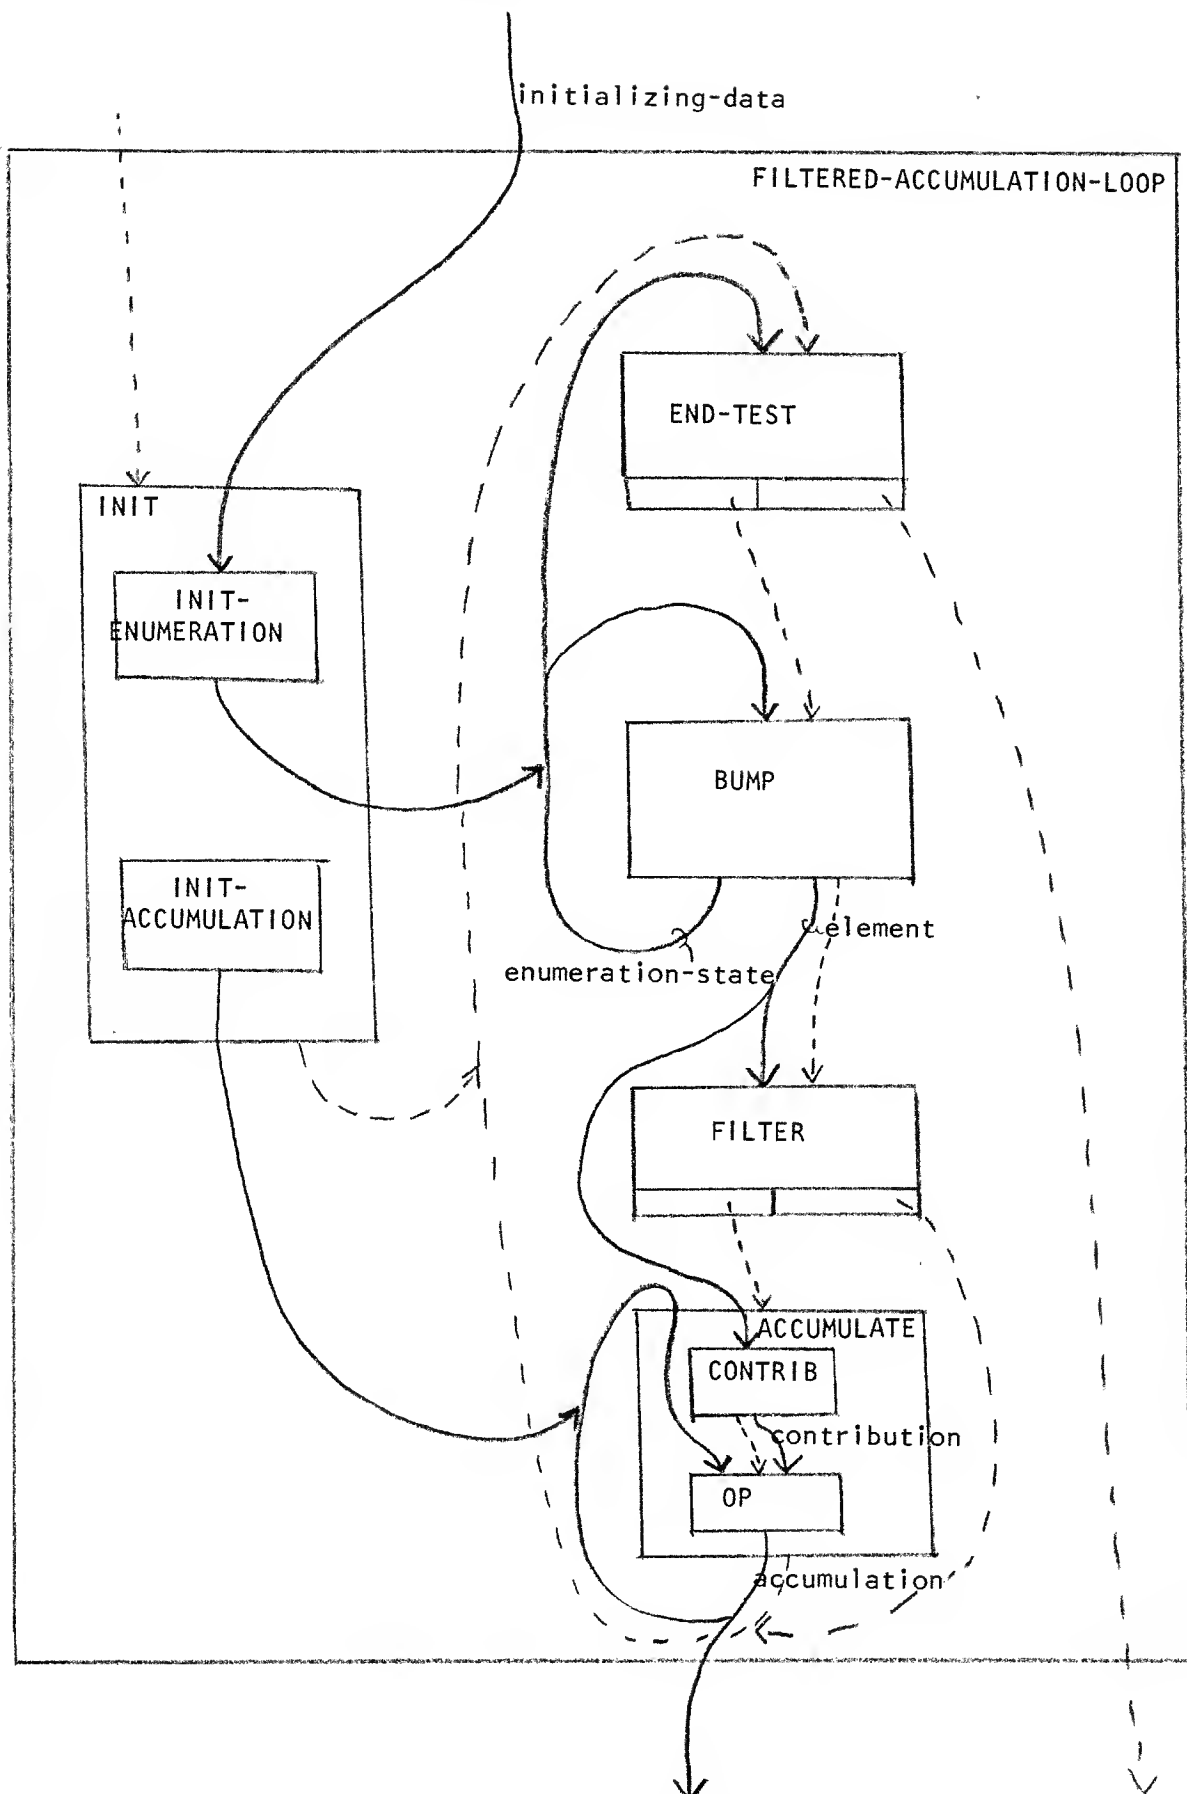 initializing-data
FILTERED-ACCUMULATION-LOOP
END-TEST
INIT
INIT-
ENUMERATION
BUMP
INIT-
ACCUMULATION
element
enumeration-state
FILTER
ACCUMULATE
CONTRIB
contribution
OP
accumulation